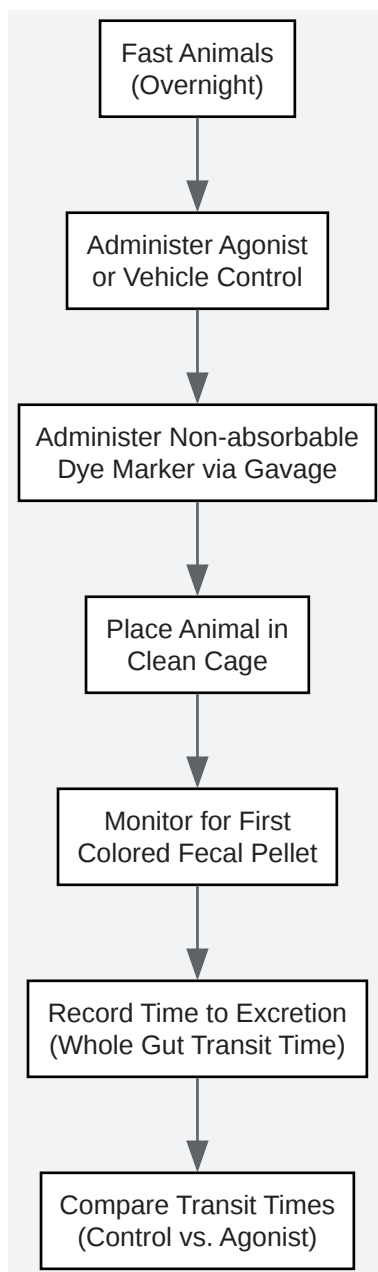 Fast Animals
(Overnight)
Administer Agonist
or Vehicle Control
Administer Non-absorbable
Dye Marker via Gavage
Place Animal in
Clean Cage
Monitor for First
Colored Fecal Pellet
Record Time to Excretion
(Whole Gut Transit Time)
Compare Transit Times
(Control vs. Agonist)